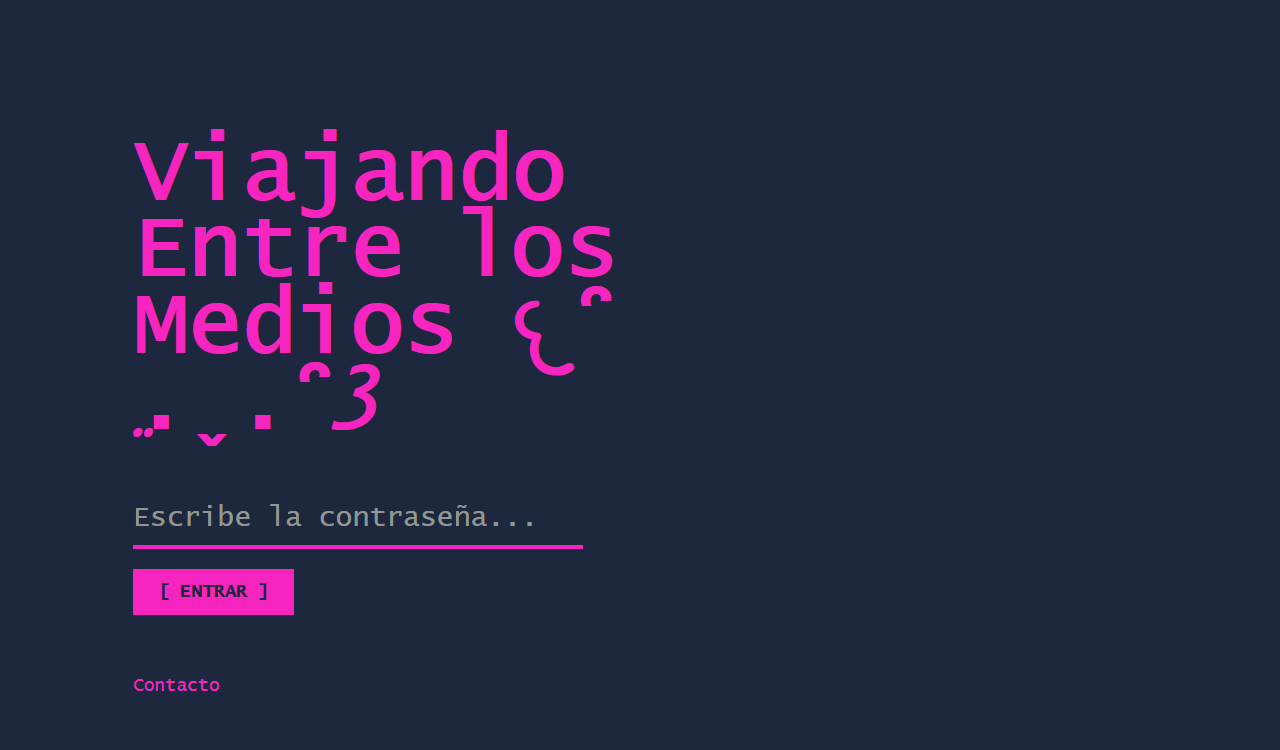 Viajando
Entre los
Medios ꒰ ᵔ
.̤ ̬ .ᵔ꒱
Escribe la contraseña...
[ ENTRAR ]
Contacto